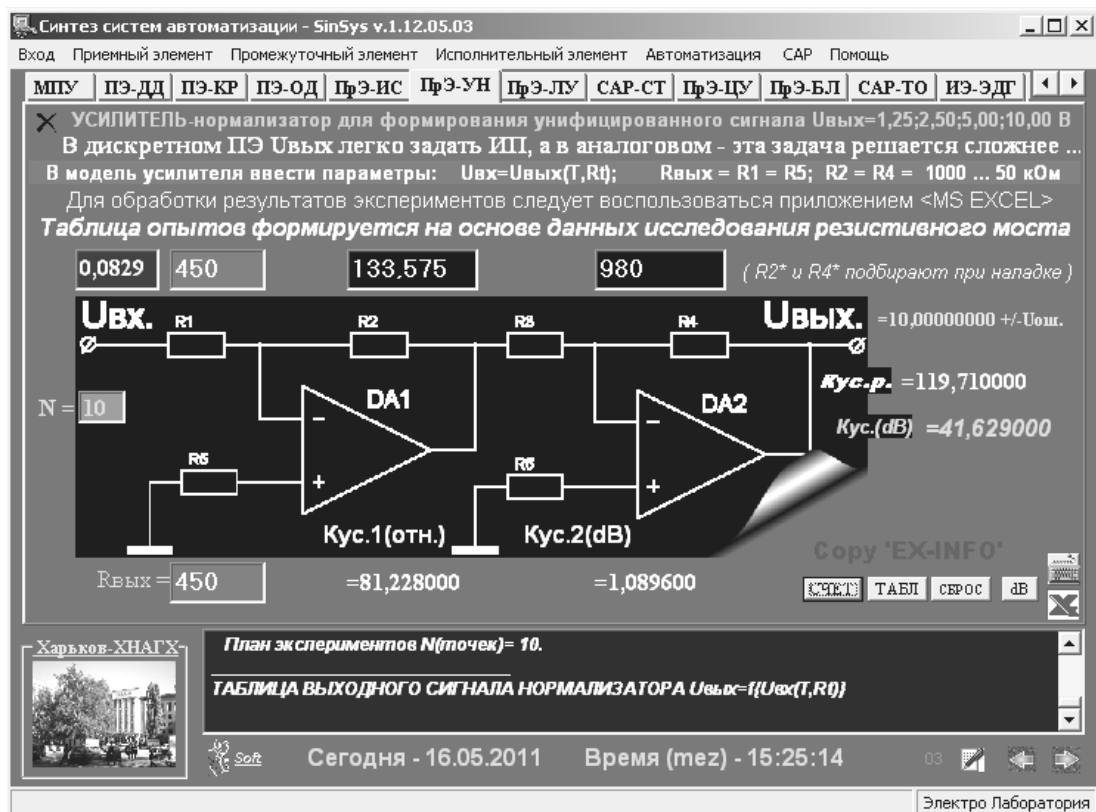 Синтез систем автоматизации - SinSys v.1.12.05.03
Вход Приемный элемент Промежуточный элемент Исполнительный элемент Автоматизация САР Помощь
МПУ ПЭ-ДД ПЭ-КР ПЭ-ОД ПрЭ-ИС ПрЭ-УН ПрЭ-ЛУ САР-СТ ПрЭ-ЦУ ПрЭ-БЛ САР-ТО ИЭ-ЭДГ
УСИЛИТЕЛЬ-нормализатор для формирования унифицированного сигнала Uвых=1,25;2,50;5,00;10,00 В
В дискретном ПЭ Uвых легко задать ИП, а в аналоговом - эта задача решается сложнее ...
В модель усилителя ввести параметры: Uвх=Uвых(T,Rt); Rвых = R1 = R5; R2 = R4 = 1000 ... 50 кОм
Для обработки результатов экспериментов следует воспользоваться приложением <MS EXCEL>
Таблица опытов формируется на основе данных исследования резистивного моста
0,0829 450 133,575 980 ( R2* и R4* подбирают при наладке )
Uвх. R1 R2 R3 R4 Uвых. =10,00000000 +/-Uош.
Кус.р. =119,710000
N = 10 DA1 DA2
Кус.(dB) =41,629000
R5 R6
Кус.1(отн.) Кус.2(dB)
Copy 'EX-INFO'
Rвых = 450 =81,228000 =1,089600 СЧЕТ ТАБЛ СБРОС dB
Харьков-ХНАГХ
План экспериментов N(точек)= 10.
ТАБЛИЦА ВЫХОДНОГО СИГНАЛА НОРМАЛИЗАТОРА Uвых=f{Uвх(T,Rt)}
Soft Сегодня - 16.05.2011 Время (mez) - 15:25:14 03
Электро Лаборатория